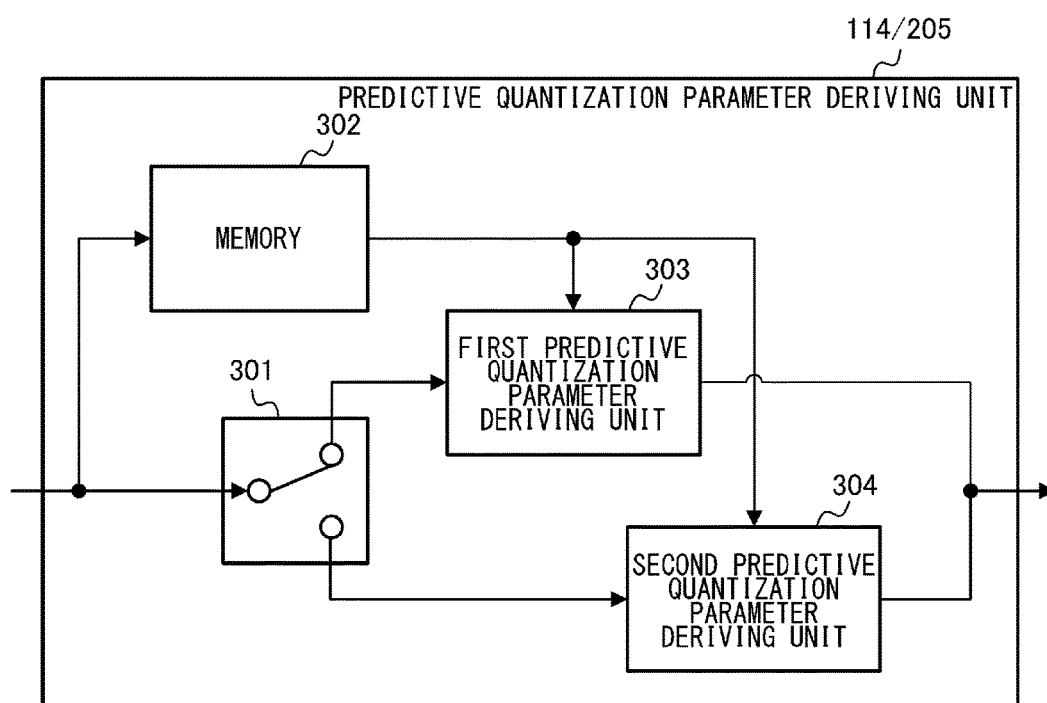 114/205
PREDICTIVE QUANTIZATION PARAMETER DERIVING UNIT
302
MEMORY
303
FIRST PREDICTIVE
QUANTIZATION
PARAMETER
DERIVING UNIT
301
304
SECOND PREDICTIVE
QUANTIZATION
PARAMETER
DERIVING UNIT